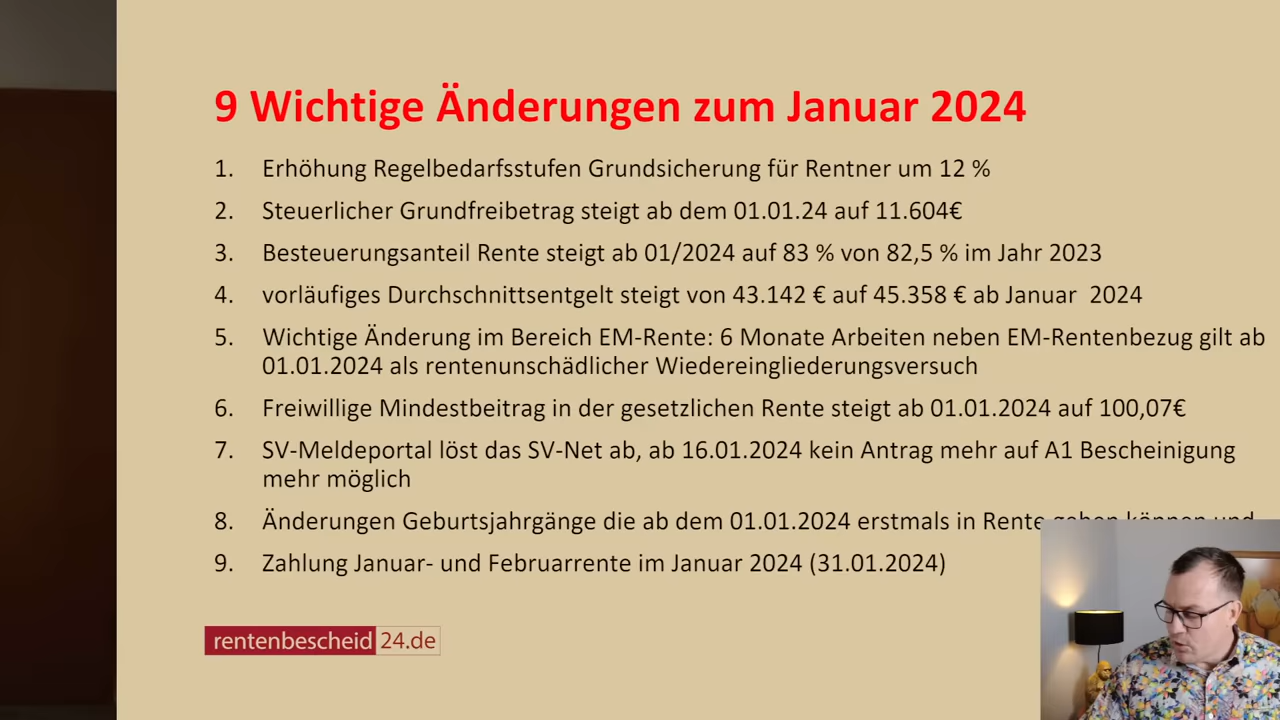 9 Wichtige Änderungen zum Januar 2024
1. Erhöhung Regelbedarfsstufen Grundsicherung für Rentner um 12 %
2. Steuerlicher Grundfreibetrag steigt ab dem 01.01.24 auf 11.604€
3. Besteuerungsanteil Rente steigt ab 01/2024 auf 83 % von 82,5 % im Jahr 2023
4. vorläufiges Durchschnittsentgelt steigt von 43.142 € auf 45.358 € ab Januar 2024
5. Wichtige Änderung im Bereich EM-Rente: 6 Monate Arbeiten neben EM-Rentenbezug gilt ab
01.01.2024 als rentenunschädlicher Wiedereingliederungsversuch
6. Freiwillige Mindestbeitrag in der gesetzlichen Rente steigt ab 01.01.2024 auf 100,07€
7. SV-Meldeportal löst das SV-Net ab, ab 16.01.2024 kein Antrag mehr auf A1 Bescheinigung
mehr möglich
8. Änderungen Geburtsjahrgänge die ab dem 01.01.2024 erstmals in Rente gehen können und
9. Zahlung Januar- und Februarrente im Januar 2024 (31.01.2024)
rentenbescheid 24.de